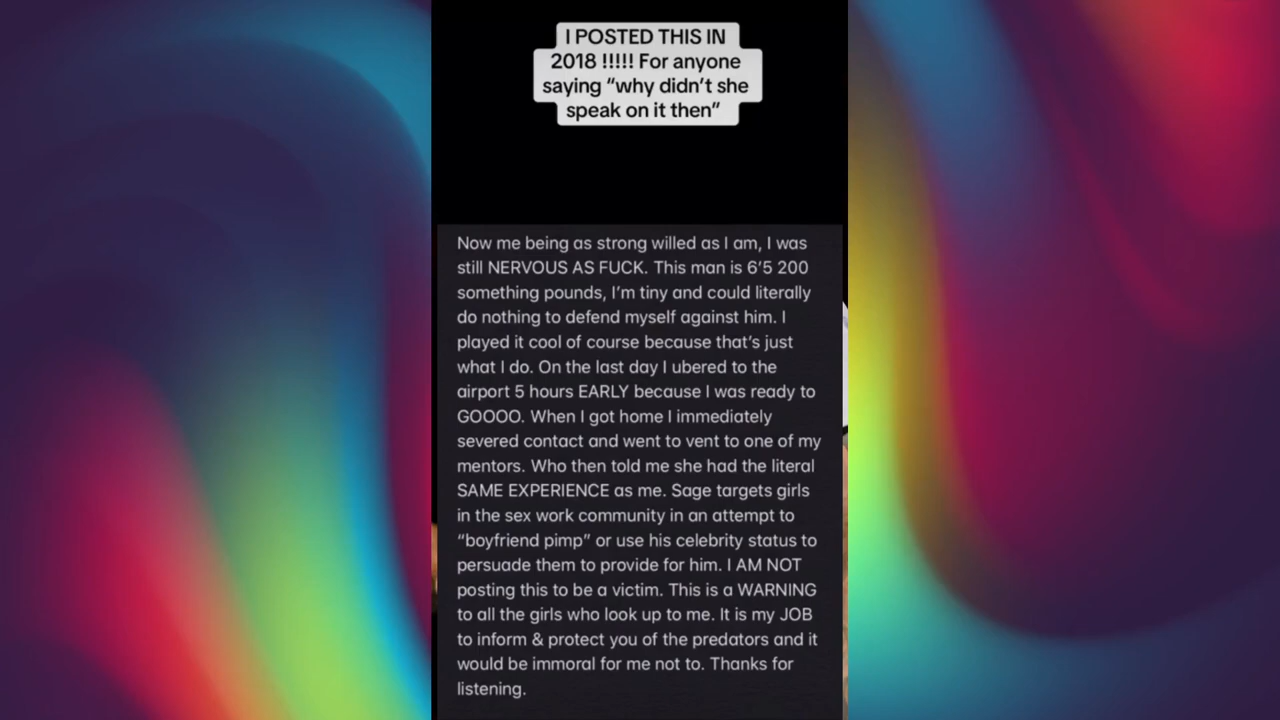 I POSTED THIS IN
2018 !!!!! For anyone
saying “why didn’t she
speak on it then”
Now me being as strong willed as I am, I was
still NERVOUS AS FUCK. This man is 6’5 200
something pounds, I’m tiny and could literally
do nothing to defend myself against him. I
played it cool of course because that’s just
what I do. On the last day I ubered to the
airport 5 hours EARLY because I was ready to
GOOOO. When I got home I immediately
severed contact and went to vent to one of my
mentors. Who then told me she had the literal
SAME EXPERIENCE as me. Sage targets girls
in the sex work community in an attempt to
“boyfriend pimp” or use his celebrity status to
persuade them to provide for him. I AM NOT
posting this to be a victim. This is a WARNING
to all the girls who look up to me. It is my JOB
to inform & protect you of the predators and it
would be immoral for me not to. Thanks for
listening.